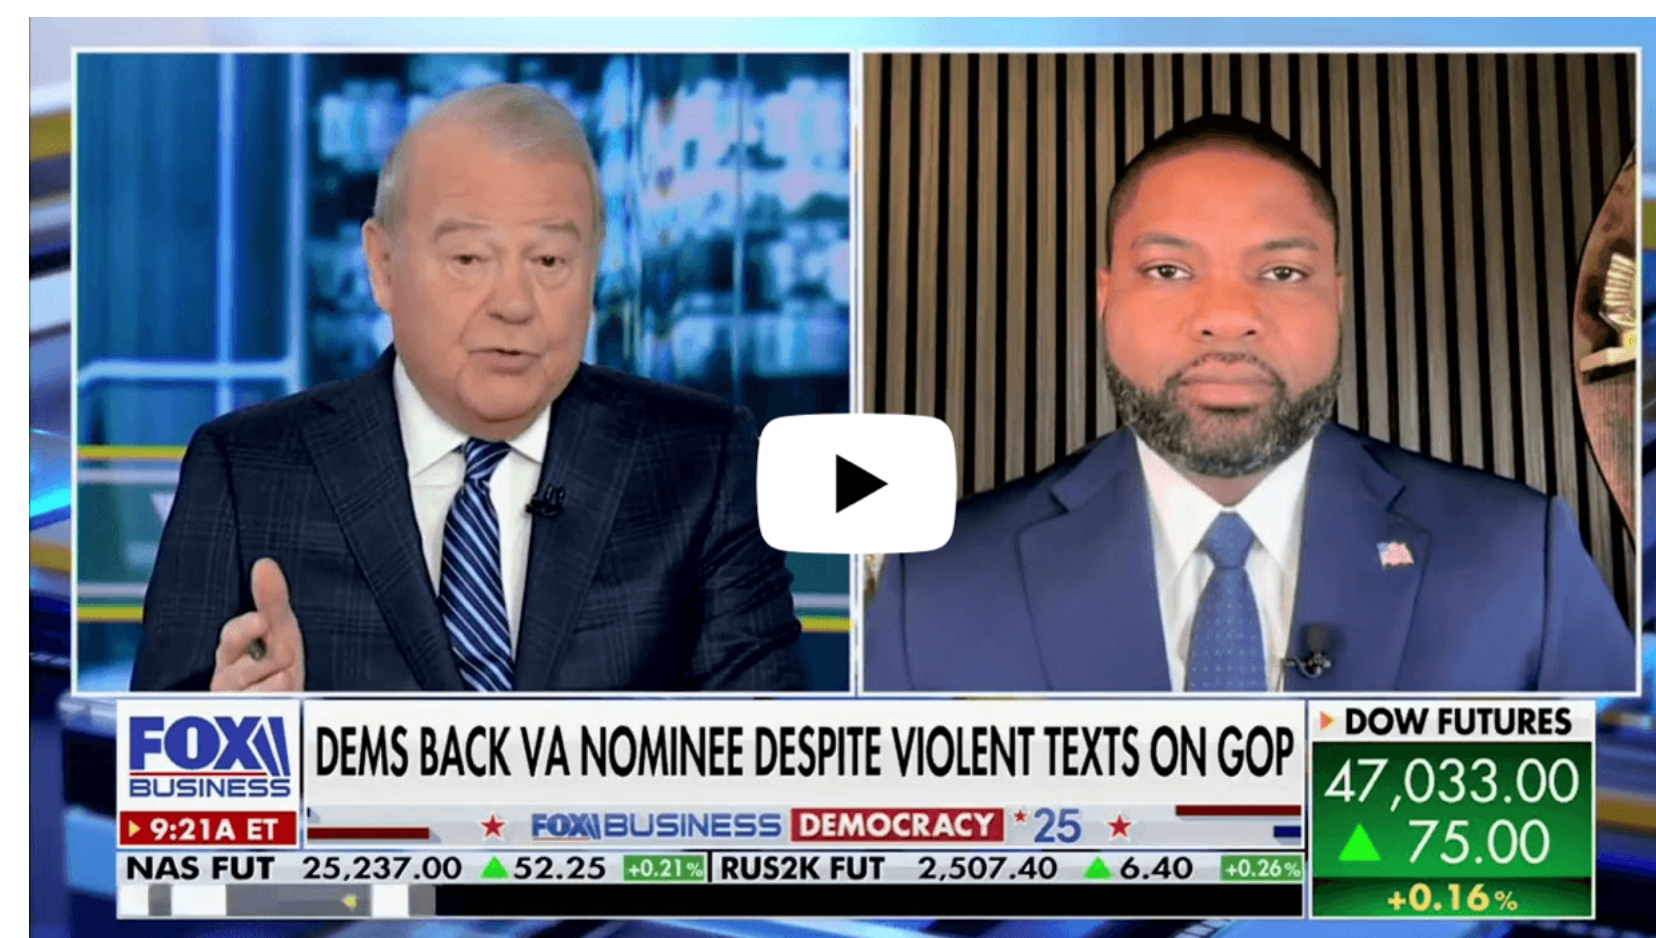 FOX BUSINESS
DEMS BACK VA NOMINEE DESPITE VIOLENT TEXTS ON GOP
DOW FUTURES
47,033.00
75.00
+0.16%
9:21A ET
FOX BUSINESS DEMOCRACY *25
NAS FUT 25,237.00 52.25 +0.21% RUS2K FUT 2,507.40 6.40 +0.26%